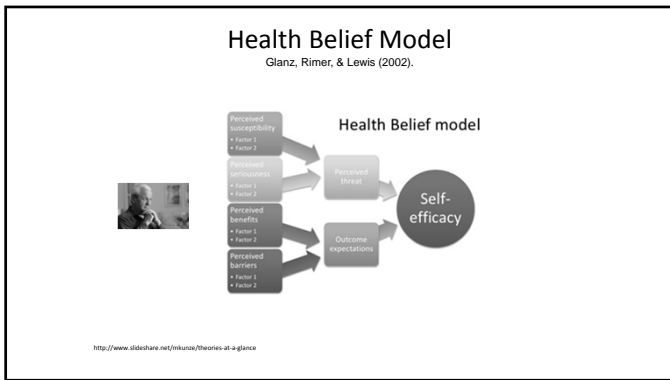 Health Belief Model
Glanz, Rimer, & Lewis (2002).
Health Belief model
Perceived
susceptibility
• Factor 1
• Factor 2
Perceived
seriousness
• Factor 1
• Factor 2
Perceived
threat
Self-
efficacy
Perceived
benefits
• Factor 1
• Factor 2
Outcome
expectations
Perceived
barriers
• Factor 1
• Factor 2
http://www.slideshare.net/mkunze/theories-at-a-glance